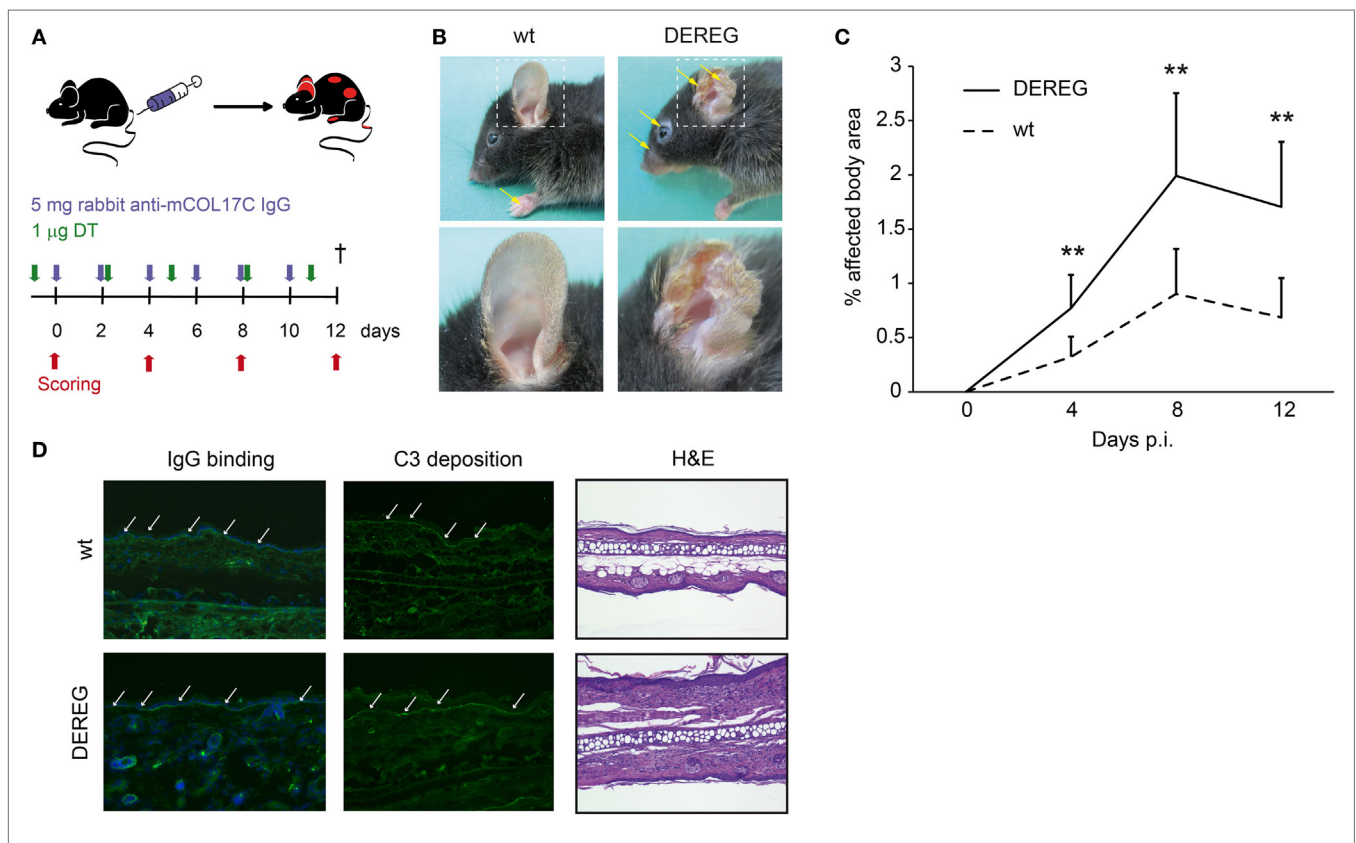 A
5 mg rabbit anti-mCOL17C IgG
1 μg DT
†
0 2 4 6 8 10 12 days
Scoring
B
wt DEREG
C
3
2.5
2
1.5
1
0.5
0
% affected body area
DEREG
wt
**
**
**
0 4 8 12
Days p.i.
D
IgG binding C3 deposition H&E
wt
DEREG